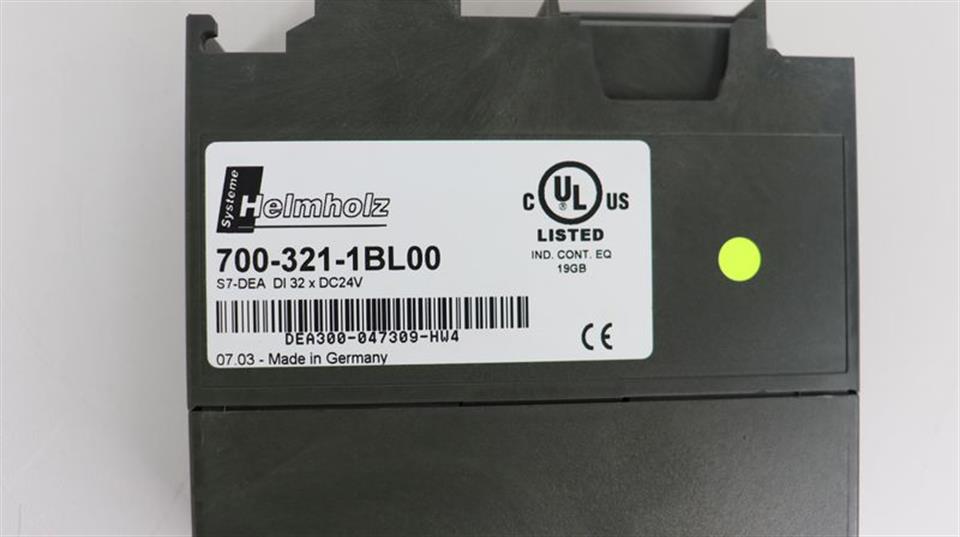 Systeme
Helmholz
700-321-1BL00
S7-DEA DI 32 x DC24V
DEA300-047309-HW4
07.03 - Made in Germany
C UL US
®
LISTED
IND. CONT. EQ
19GB
CE